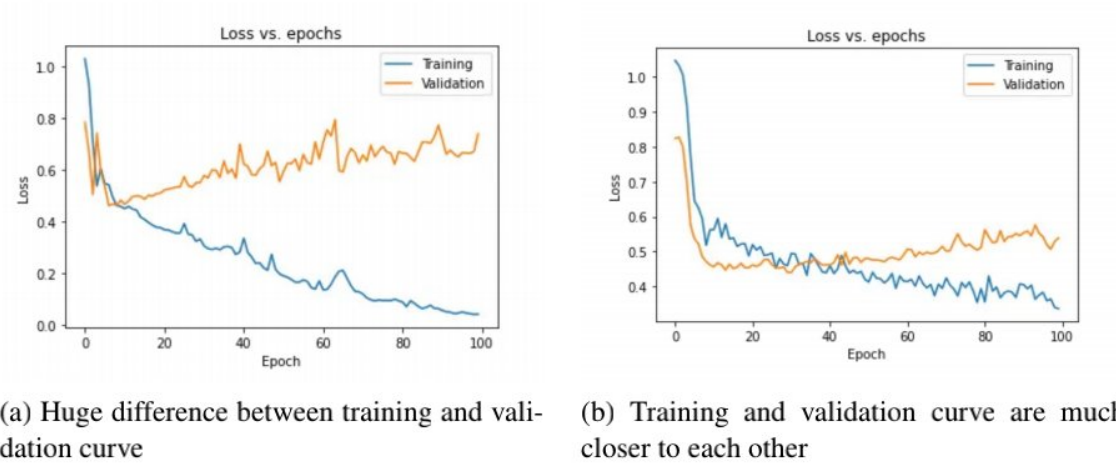 Loss vs. epochs
Training
Validation
1.0
0.8
0.6
0.4
0.2
0.0
Loss
0 20 40 60 80 100
Epoch
Loss vs. epochs
Training
Validation
1.0
0.9
0.8
0.7
0.6
0.5
0.4
Loss
0 20 40 60 80 100
Epoch
(a) Huge difference between training and vali-
dation curve
(b) Training and validation curve are much
closer to each other